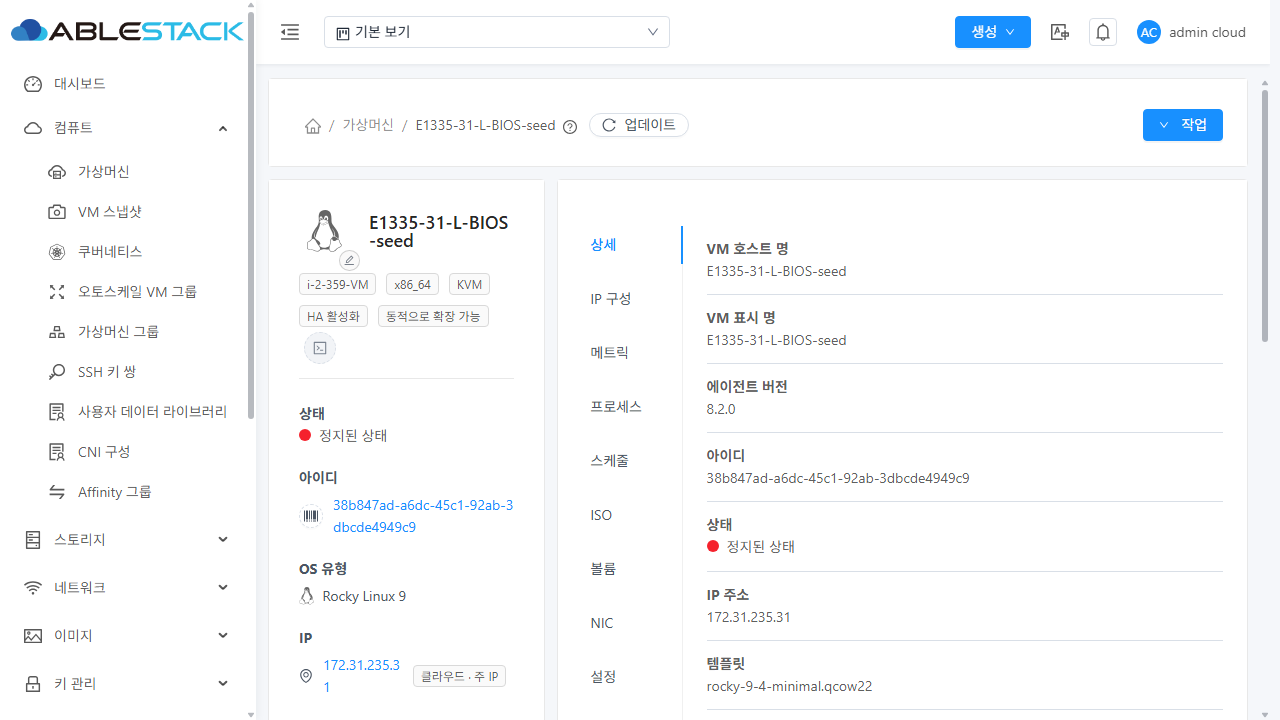 ABLESTACK
기본 보기
생성
AC admin cloud
대시보드
컴퓨트
가상머신
VM 스냅샷
쿠버네티스
오토스케일 VM 그룹
가상머신 그룹
SSH 키 쌍
사용자 데이터 라이브러리
CNI 구성
Affinity 그룹
스토리지
네트워크
이미지
키 관리
/ 가상머신 / E1335-31-L-BIOS-seed
업데이트
작업
E1335-31-L-BIOS
-seed
i-2-359-VM x86_64 KVM
HA 활성화 동적으로 확장 가능
상태
정지된 상태
아이디
38b847ad-a6dc-45c1-92ab-3
dbcde4949c9
OS 유형
Rocky Linux 9
IP
172.31.235.3
1
클라우드 · 주 IP
상세
IP 구성
메트릭
프로세스
스케줄
ISO
볼륨
NIC
설정
VM 호스트 명
E1335-31-L-BIOS-seed
VM 표시 명
E1335-31-L-BIOS-seed
에이전트 버전
8.2.0
아이디
38b847ad-a6dc-45c1-92ab-3dbcde4949c9
상태
정지된 상태
IP 주소
172.31.235.31
템플릿
rocky-9-4-minimal.qcow22